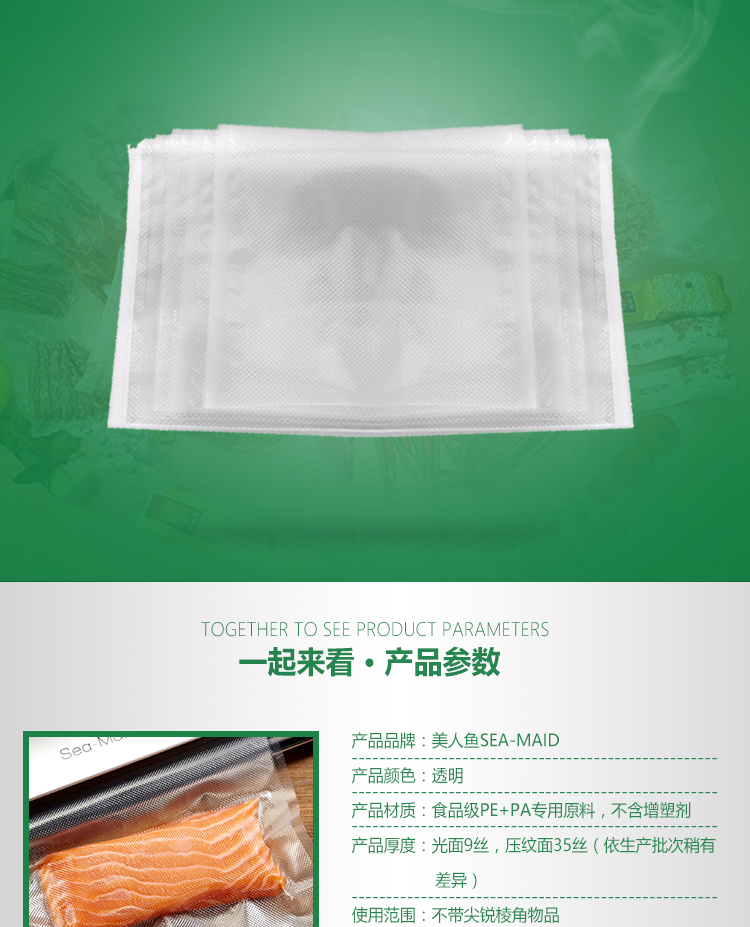 TOGETHER TO SEE PRODUCT PARAMETERS
一起来看·产品参数
Sea-Ma
产品品牌：美人鱼SEA-MAID
产品颜色：透明
产品材质：食品级PE+PA专用原料，不含增塑剂
产品厚度：光面9丝，压纹面35丝（依生产批次稍有
差异）
使用范围：不带尖锐棱角物品